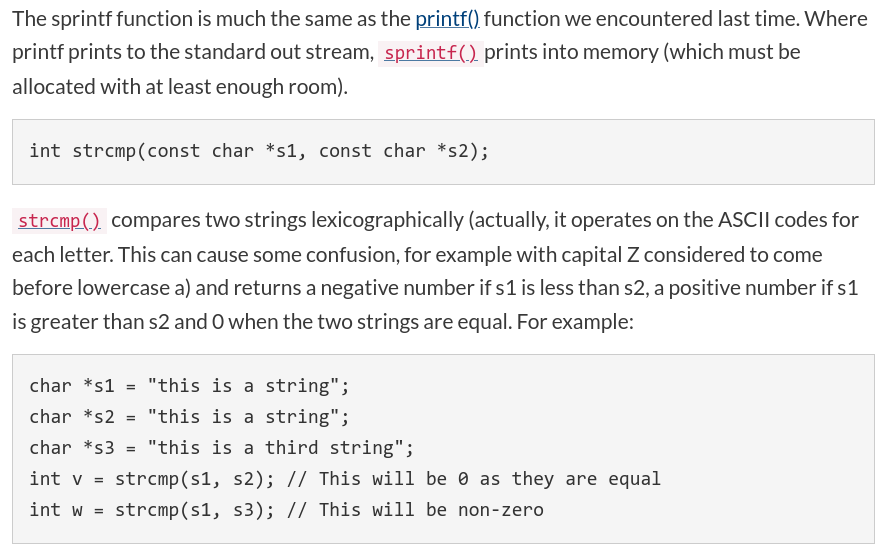 The sprintf function is much the same as the printf() function we encountered last time. Where
printf prints to the standard out stream, sprintf() prints into memory (which must be
allocated with at least enough room).
int strcmp(const char *s1, const char *s2);
strcmp() compares two strings lexicographically (actually, it operates on the ASCII codes for
each letter. This can cause some confusion, for example with capital Z considered to come
before lowercase a) and returns a negative number if s1 is less than s2, a positive number if s1
is greater than s2 and 0 when the two strings are equal. For example:
char *s1 = "this is a string";
char *s2 = "this is a string";
char *s3 = "this is a third string";
int v = strcmp(s1, s2); // This will be 0 as they are equal
int w = strcmp(s1, s3); // This will be non-zero